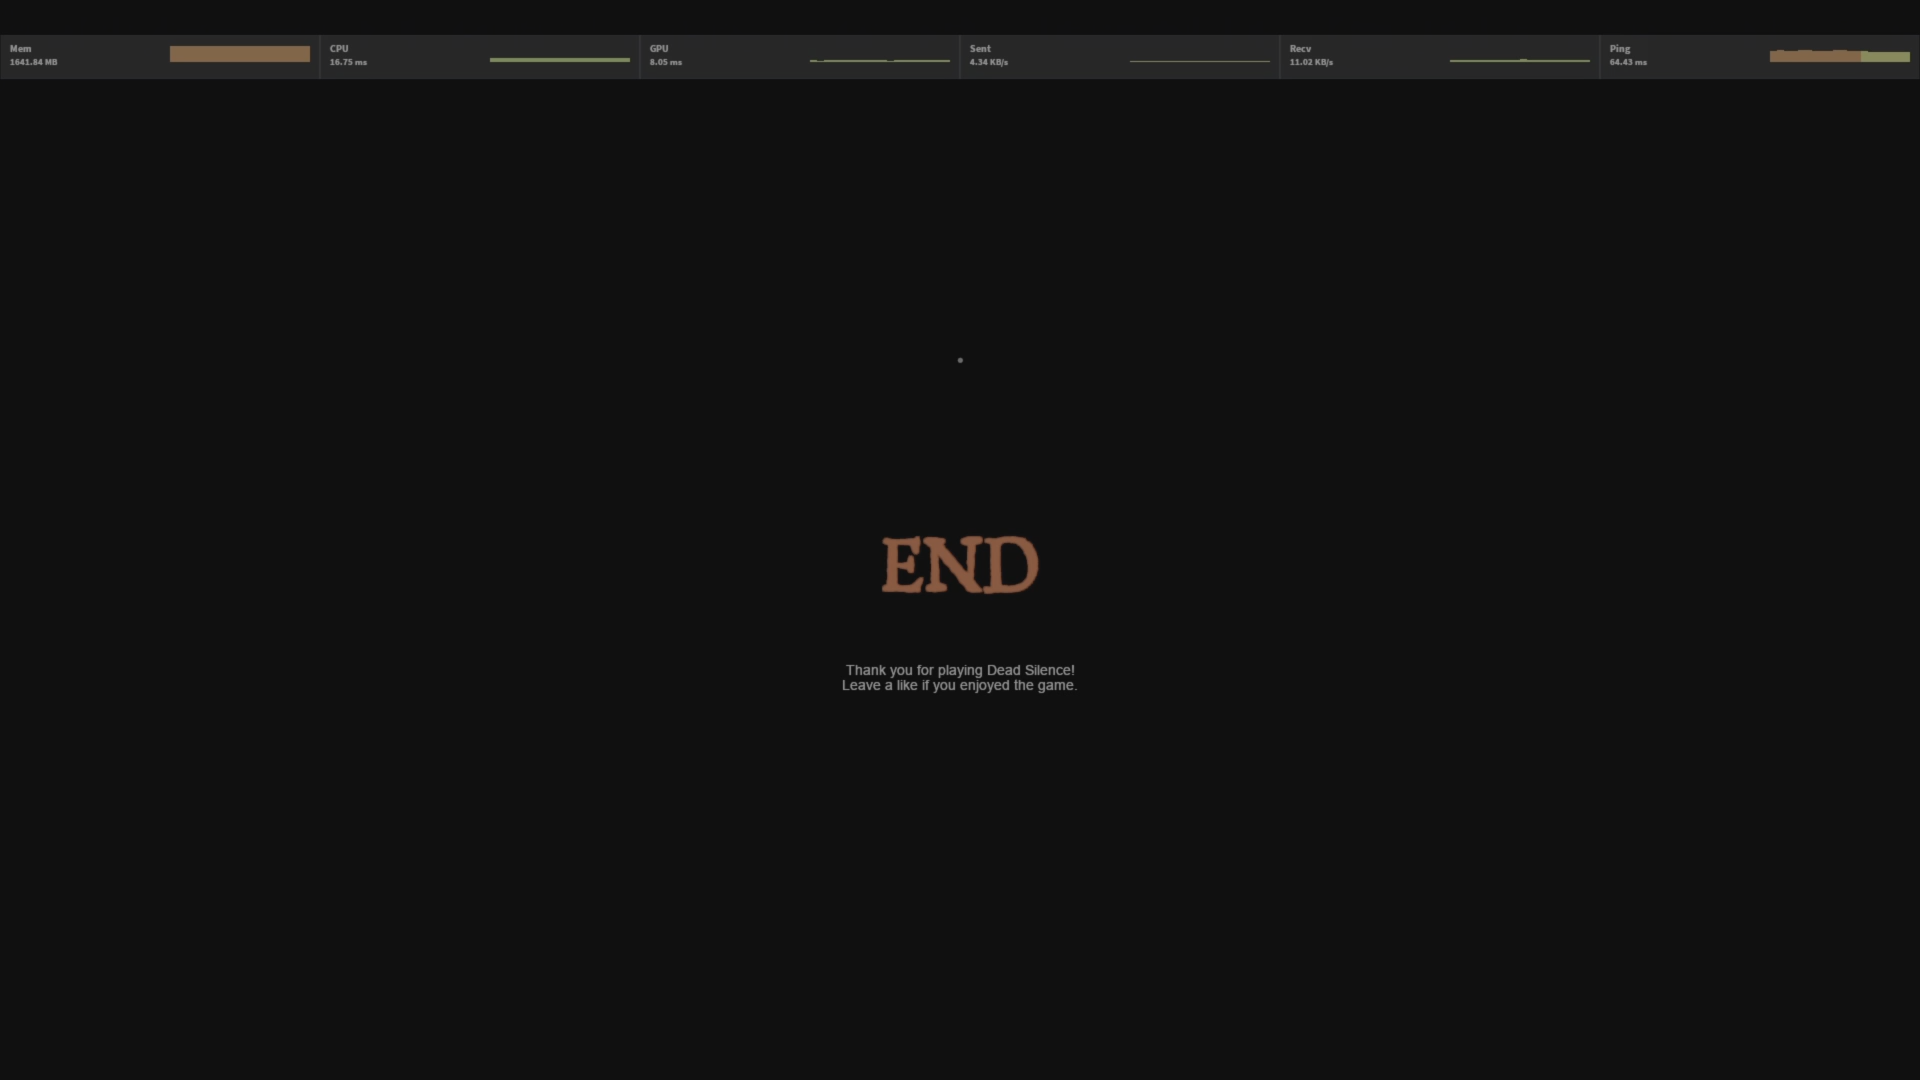 Mem
1641.84 MB
CPU
16.75 ms
GPU
8.05 ms
Sent
4.34 KB/s
Recv
11.02 KB/s
Ping
64.43 ms
END
Thank you for playing Dead Silence!
Leave a like if you enjoyed the game.